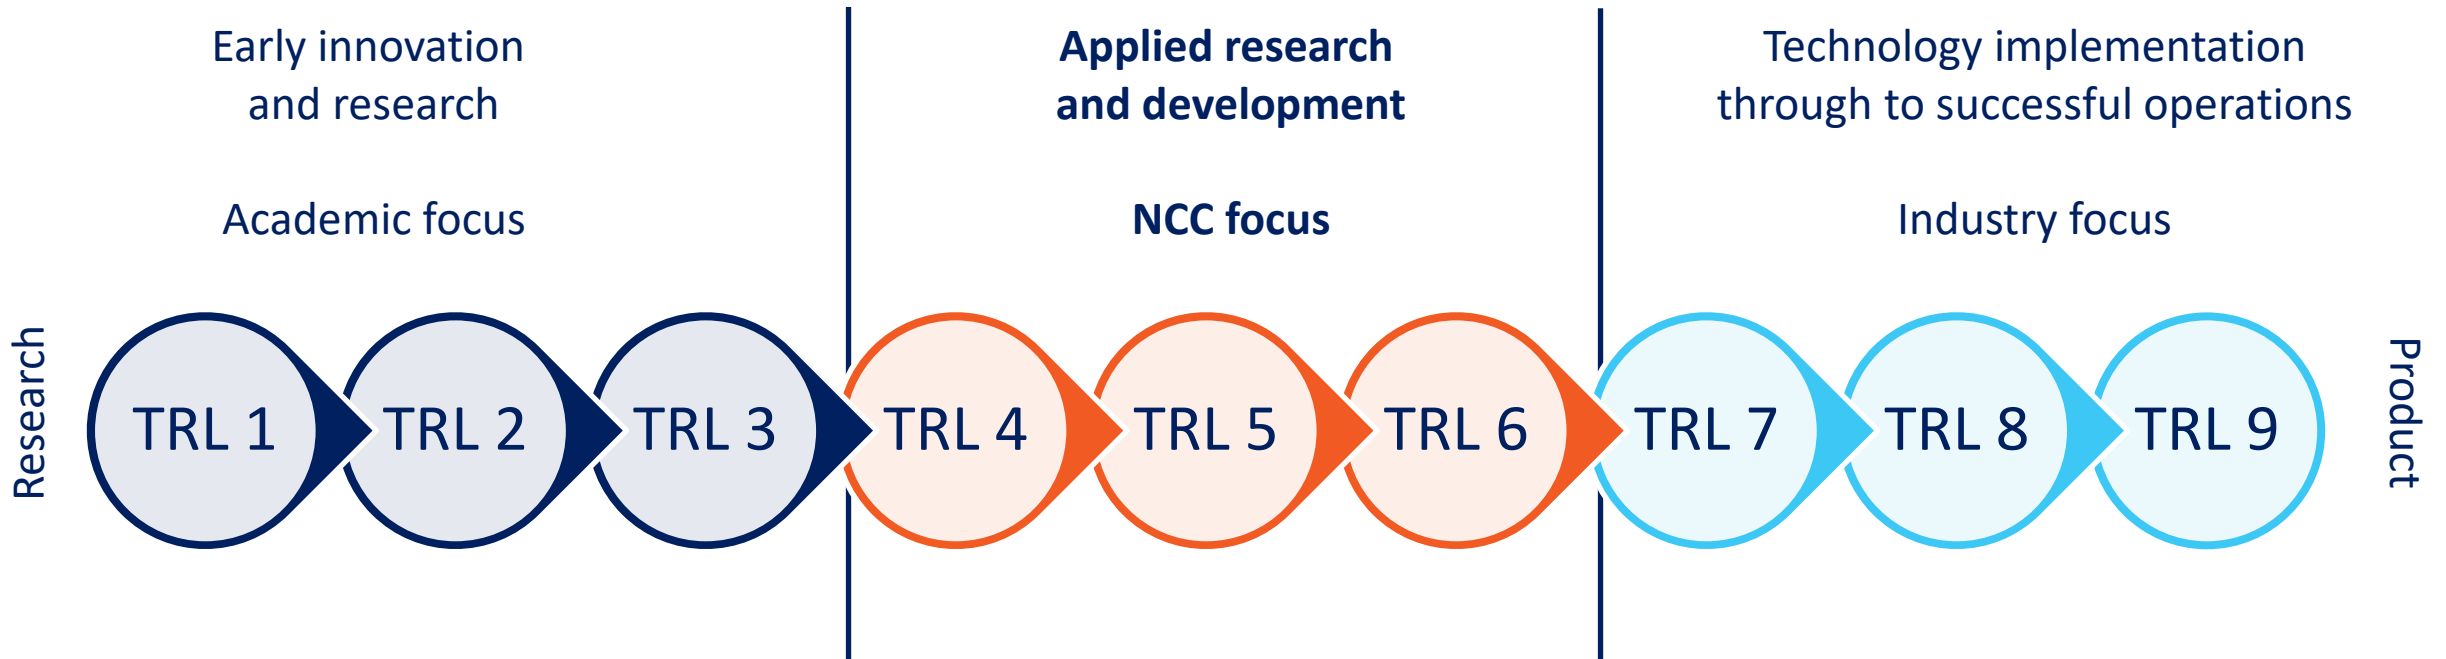 Early innovation
and research
Academic focus
Applied research
and development
NCC focus
Technology implementation
through to successful operations
Industry focus
Research
TRL 1
TRL 2
TRL 3
TRL 4
TRL 5
TRL 6
TRL 7
TRL 8
TRL 9
Product